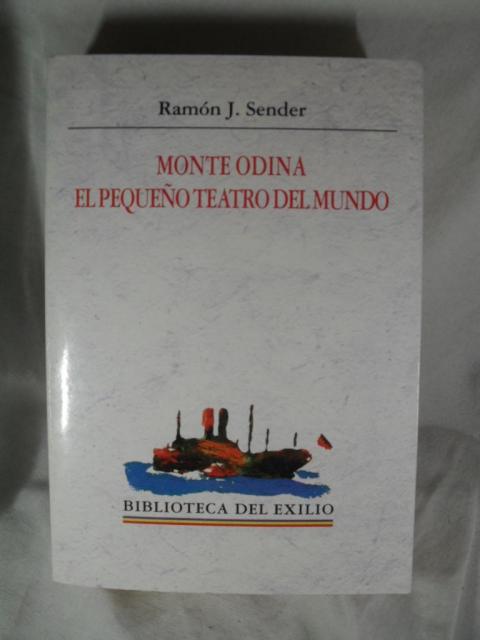 Ramón J. Sender
MONTE ODINA
EL PEQUEÑO TEATRO DEL MUNDO
BIBLIOTECA DEL EXILIO